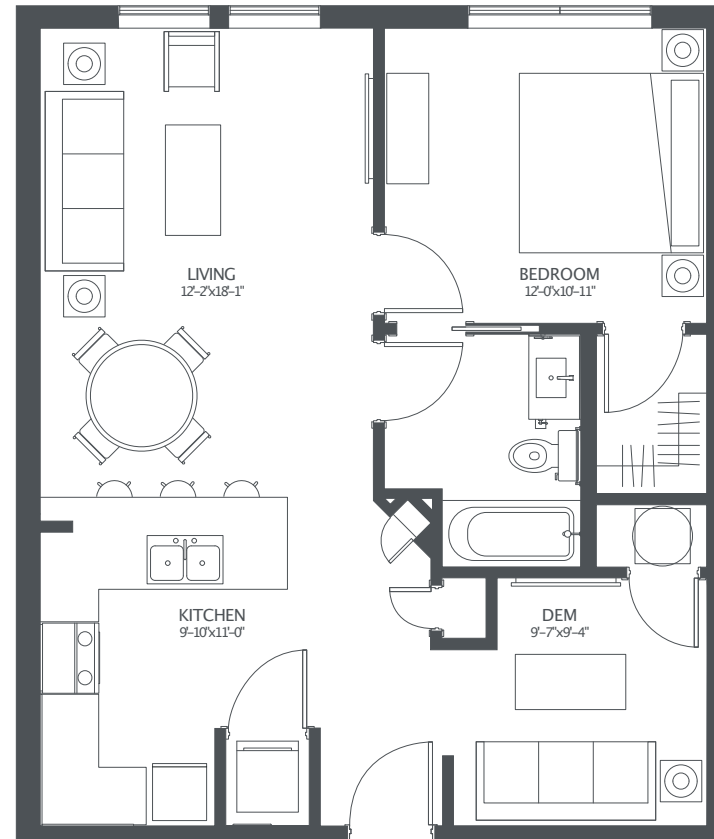 LIVING
12'-2"x18'-1"
BEDROOM
12'-0"x10'-11"
KITCHEN
9'-10"x11'-0"
DEM
9'-7"x9'-4"